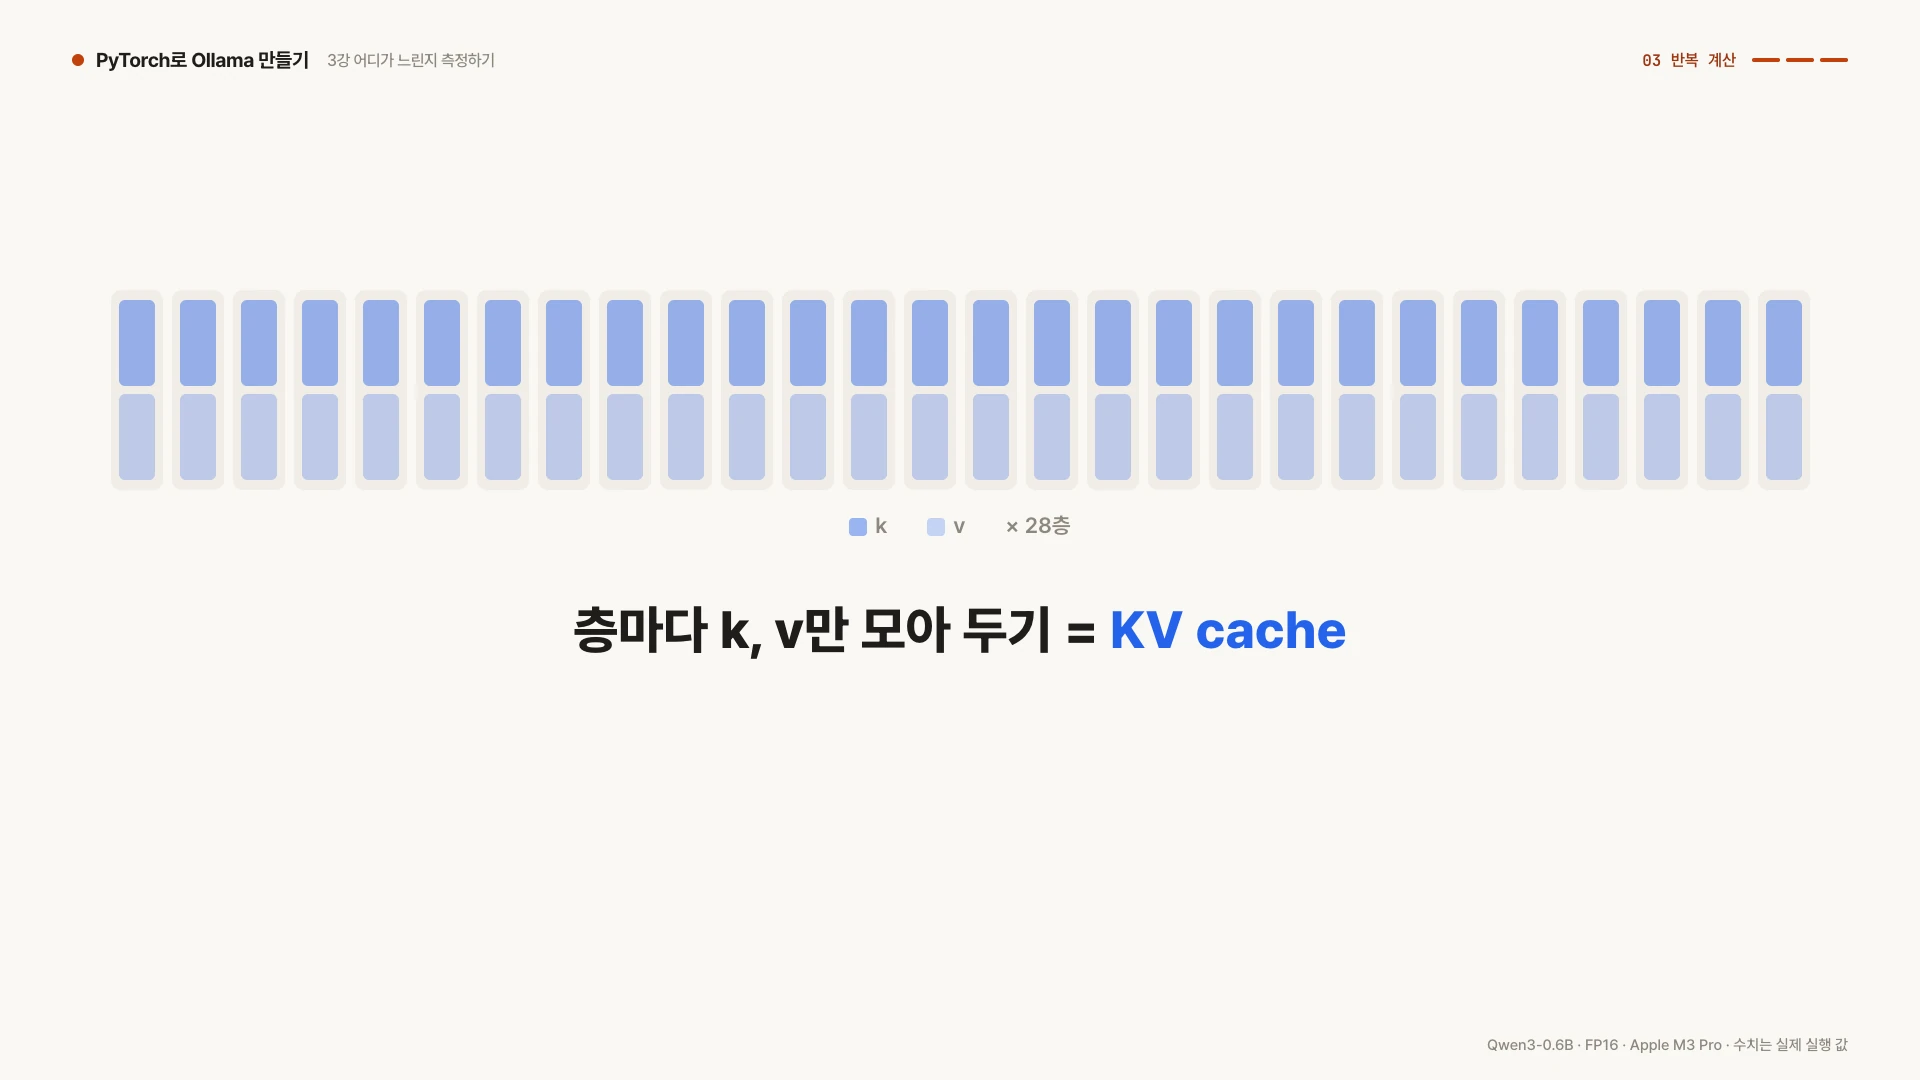 PyTorch로 Ollama 만들기 3강 어디가 느린지 측정하기
03 반복 계산
k v × 28층
층마다 k, v만 모아 두기 = KV cache
Qwen3-0.6B · FP16 · Apple M3 Pro · 수치는 실제 실행 값